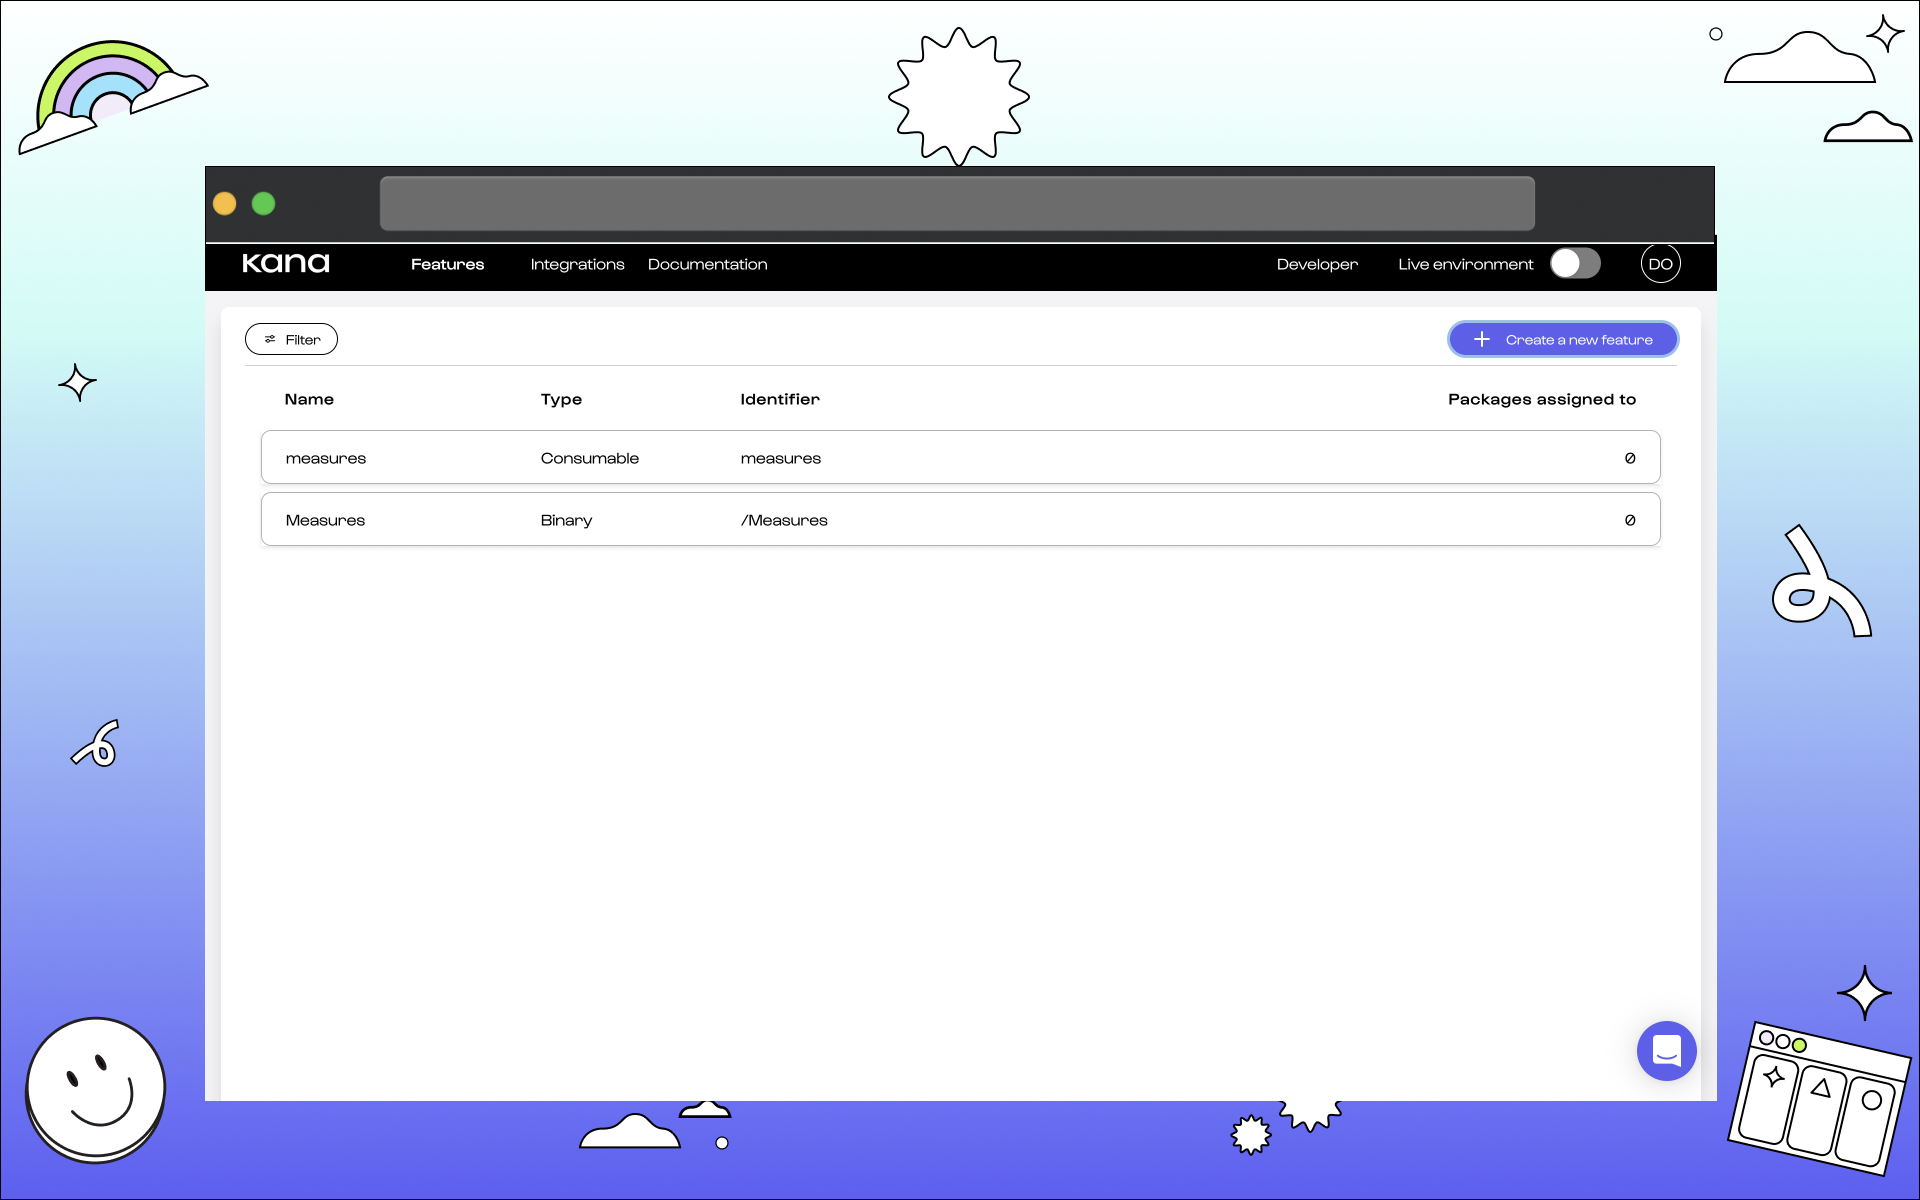 kana Features Integrations Documentation Developer Live environment DO
Filter Create a new feature
Name Type Identifier Packages assigned to
measures Consumable measures 0
Measures Binary /Measures 0